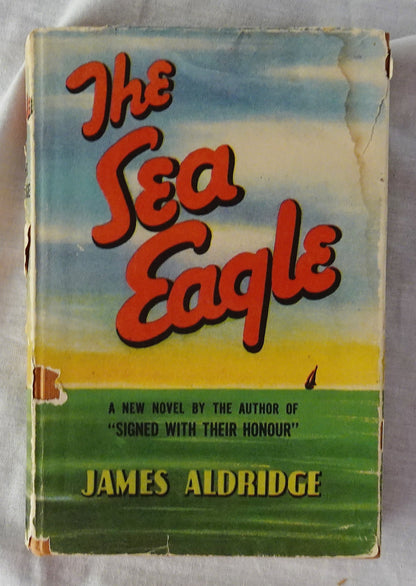 The
Sea
Eagle
A NEW NOVEL BY THE AUTHOR OF
"SIGNED WITH THEIR HONOUR"
JAMES ALDRIDGE